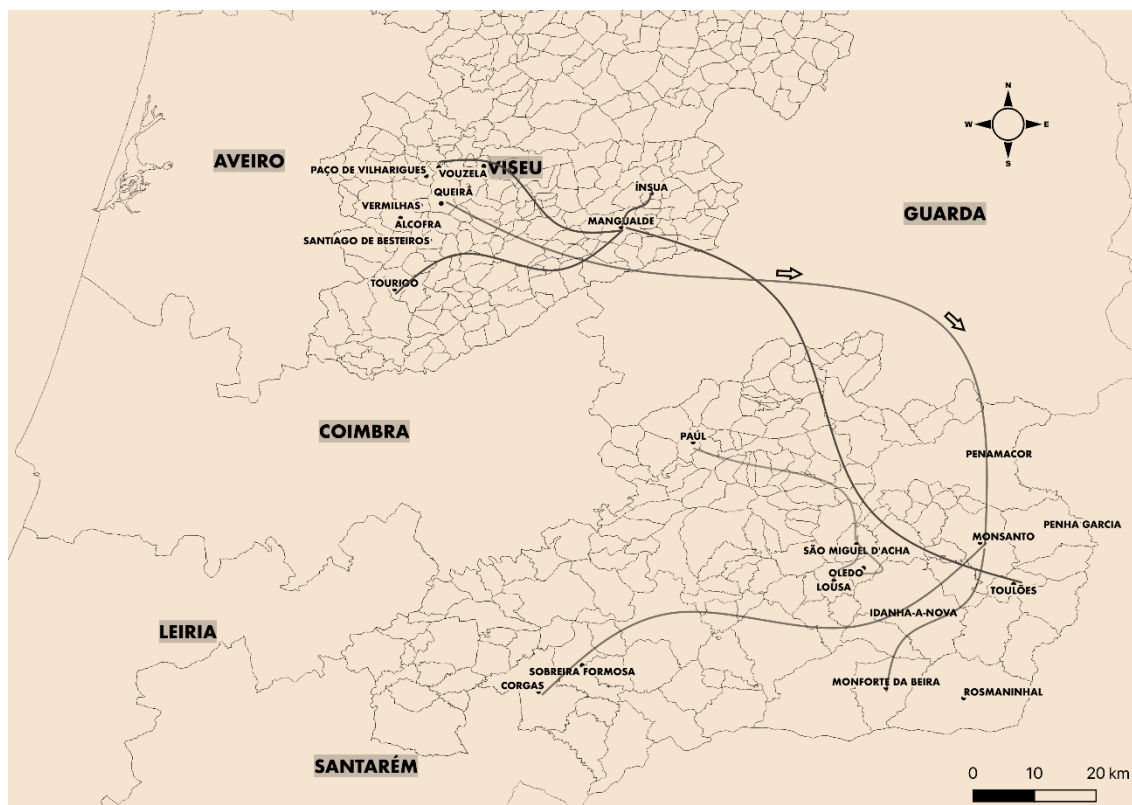 N
W
E
S
AVEIRO
PAÇO DE VILHARIGUES
VOUZELA
VISEU
QUEIRÃ
ÍNSUA
VERMILHAS
ALCOFRA
MANGUALDE
GUARDA
SANTIAGO DE BESTEIROS
TOURIGO
COIMBRA
PAÚL
PENAMACOR
PENHA GARCIA
MONSANTO
SÃO MIGUEL D'ACHA
OLEDO
LOUSA
TOULÕES
IDANHA-A-NOVA
LEIRIA
SOBREIRA FORMOSA
CORGAS
MONFORTE DA BEIRA
ROSMANINHAL
SANTARÉM
0 10 20 km